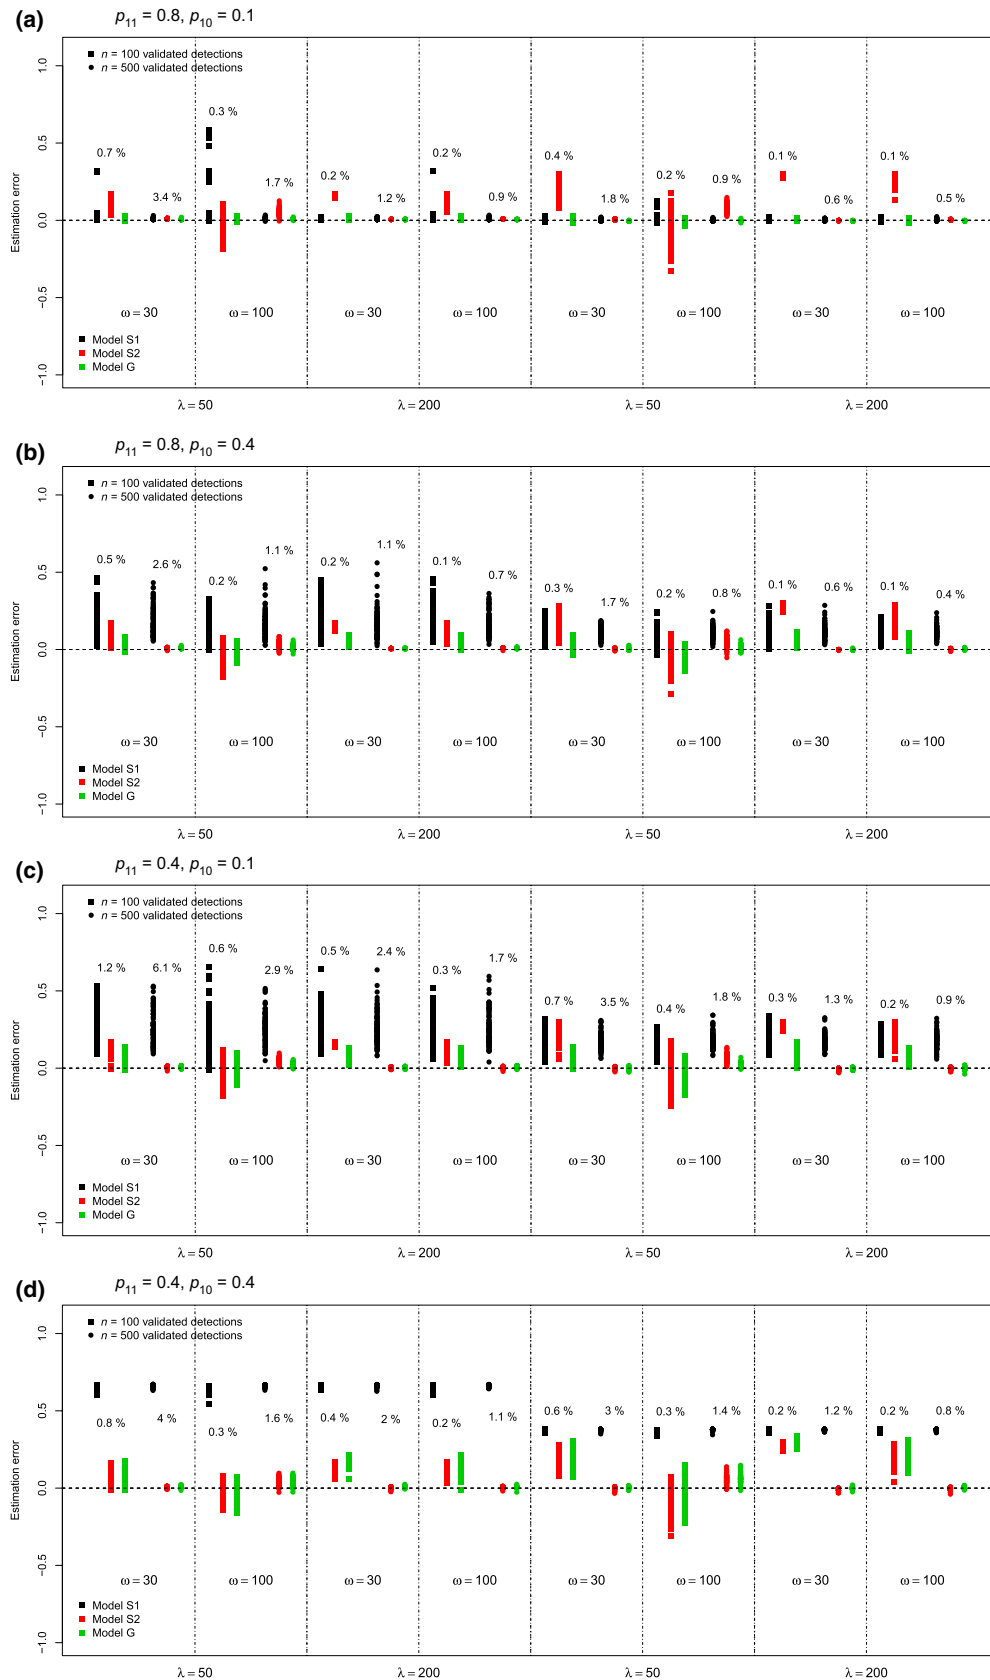 (a) p11 = 0.8, p10 = 0.1
Estimation error
1.0
0.5
0.0
−0.5
−1.0
n = 100 validated detections
n = 500 validated detections
0.7 %
3.4 %
0.3 %
1.7 %
0.2 %
1.2 %
0.2 %
0.9 %
0.4 %
1.8 %
0.2 %
0.9 %
0.1 %
0.6 %
0.1 %
0.5 %
ω = 30
ω = 100
ω = 30
ω = 100
ω = 30
ω = 100
ω = 30
ω = 100
Model S1
Model S2
Model G
λ = 50
λ = 200
λ = 50
λ = 200
(b) p11 = 0.8, p10 = 0.4
Estimation error
1.0
0.5
0.0
−0.5
−1.0
n = 100 validated detections
n = 500 validated detections
0.5 %
2.6 %
0.2 %
1.1 %
0.2 %
1.1 %
0.1 %
0.7 %
0.3 %
1.7 %
0.2 %
0.8 %
0.1 %
0.6 %
0.1 %
0.4 %
ω = 30
ω = 100
ω = 30
ω = 100
ω = 30
ω = 100
ω = 30
ω = 100
Model S1
Model S2
Model G
λ = 50
λ = 200
λ = 50
λ = 200
(c) p11 = 0.4, p10 = 0.1
Estimation error
1.0
0.5
0.0
−0.5
−1.0
n = 100 validated detections
n = 500 validated detections
1.2 %
6.1 %
0.6 %
2.9 %
0.5 %
2.4 %
0.3 %
1.7 %
0.7 %
3.5 %
0.4 %
1.8 %
0.3 %
1.3 %
0.2 %
0.9 %
ω = 30
ω = 100
ω = 30
ω = 100
ω = 30
ω = 100
ω = 30
ω = 100
Model S1
Model S2
Model G
λ = 50
λ = 200
λ = 50
λ = 200
(d) p11 = 0.4, p10 = 0.4
Estimation error
1.0
0.5
0.0
−0.5
−1.0
n = 100 validated detections
n = 500 validated detections
0.8 %
4 %
0.3 %
1.6 %
0.4 %
2 %
0.2 %
1.1 %
0.6 %
3 %
0.3 %
1.4 %
0.2 %
1.2 %
0.2 %
0.8 %
ω = 30
ω = 100
ω = 30
ω = 100
ω = 30
ω = 100
ω = 30
ω = 100
Model S1
Model S2
Model G
λ = 50
λ = 200
λ = 50
λ = 200